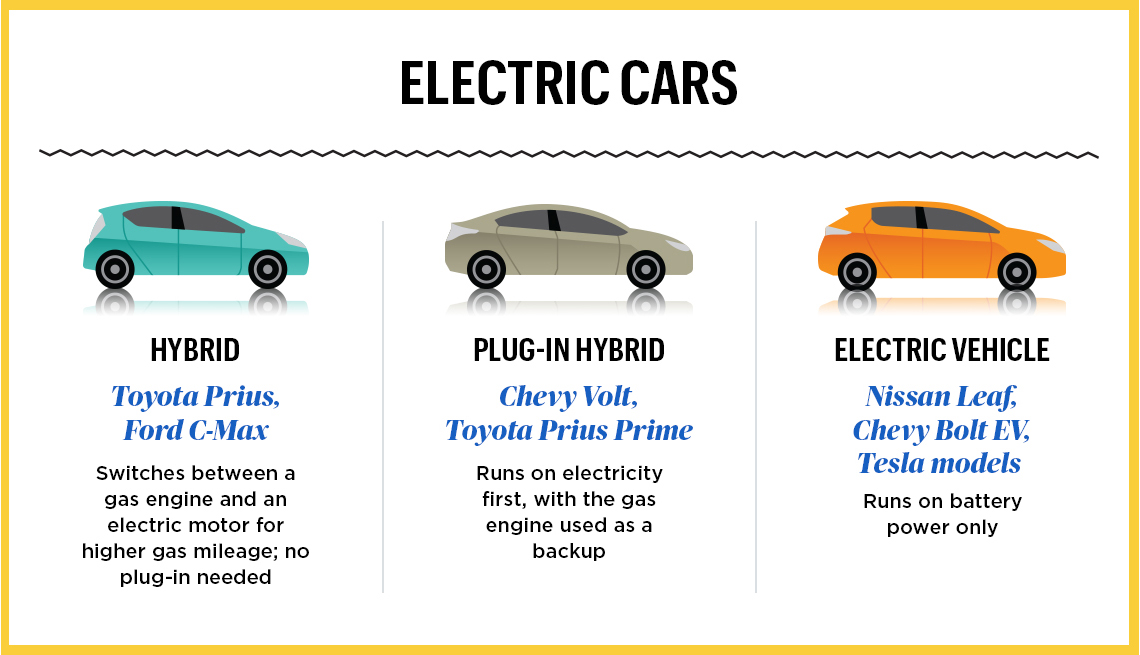 ELECTRIC CARS
HYBRID
Toyota Prius,
Ford C-Max
Switches between a
gas engine and an
electric motor for
higher gas mileage; no
plug-in needed
PLUG-IN HYBRID
Chevy Volt,
Toyota Prius Prime
Runs on electricity
first, with the gas
engine used as a
backup
ELECTRIC VEHICLE
Nissan Leaf,
Chevy Bolt EV,
Tesla models
Runs on battery
power only